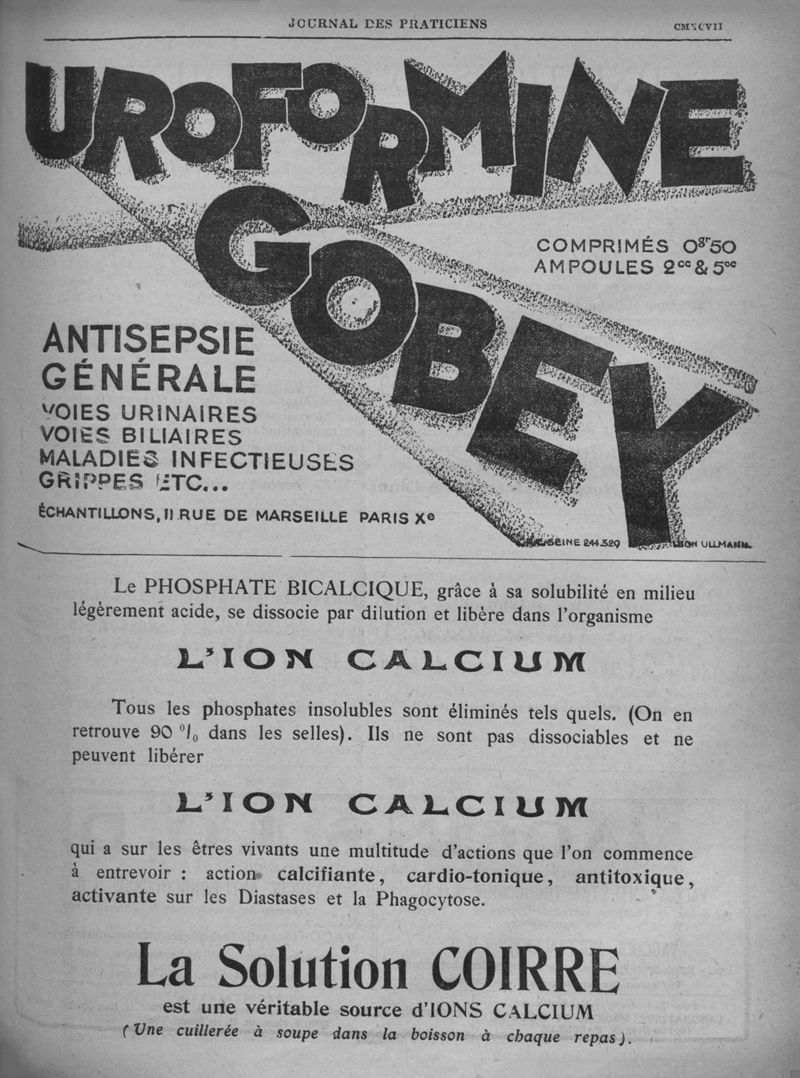 JOURNAL DES PRATICIENS
CMXCVII
UROFORMINE
GOBEY
COMPRIMÉS 0gr50
AMPOULES 2cc & 5cc
ANTISEPSIE
GÉNÉRALE
VOIES URINAIRES
VOIES BILIAIRES
MALADIES INFECTIEUSES
GRIPPES ETC...
ÉCHANTILLONS, 11 RUE DE MARSEILLE PARIS Xe
SEINE 244.329
LÉON ULLMANN
Le PHOSPHATE BICALCIQUE, grâce à sa solubilité en milieu
légèrement acide, se dissocie par dilution et libère dans l'organisme
L'ION CALCIUM
Tous les phosphates insolubles sont éliminés tels quels. (On en
retrouve 90 % dans les selles). Ils ne sont pas dissociables et ne
peuvent libérer
L'ION CALCIUM
qui a sur les êtres vivants une multitude d'actions que l'on commence
à entrevoir : action calcifiante, cardio-tonique, antitoxique,
activante sur les Diastases et la Phagocytose.
La Solution COIRRE
est une véritable source d'IONS CALCIUM
(Une cuillerée à soupe dans la boisson à chaque repas).